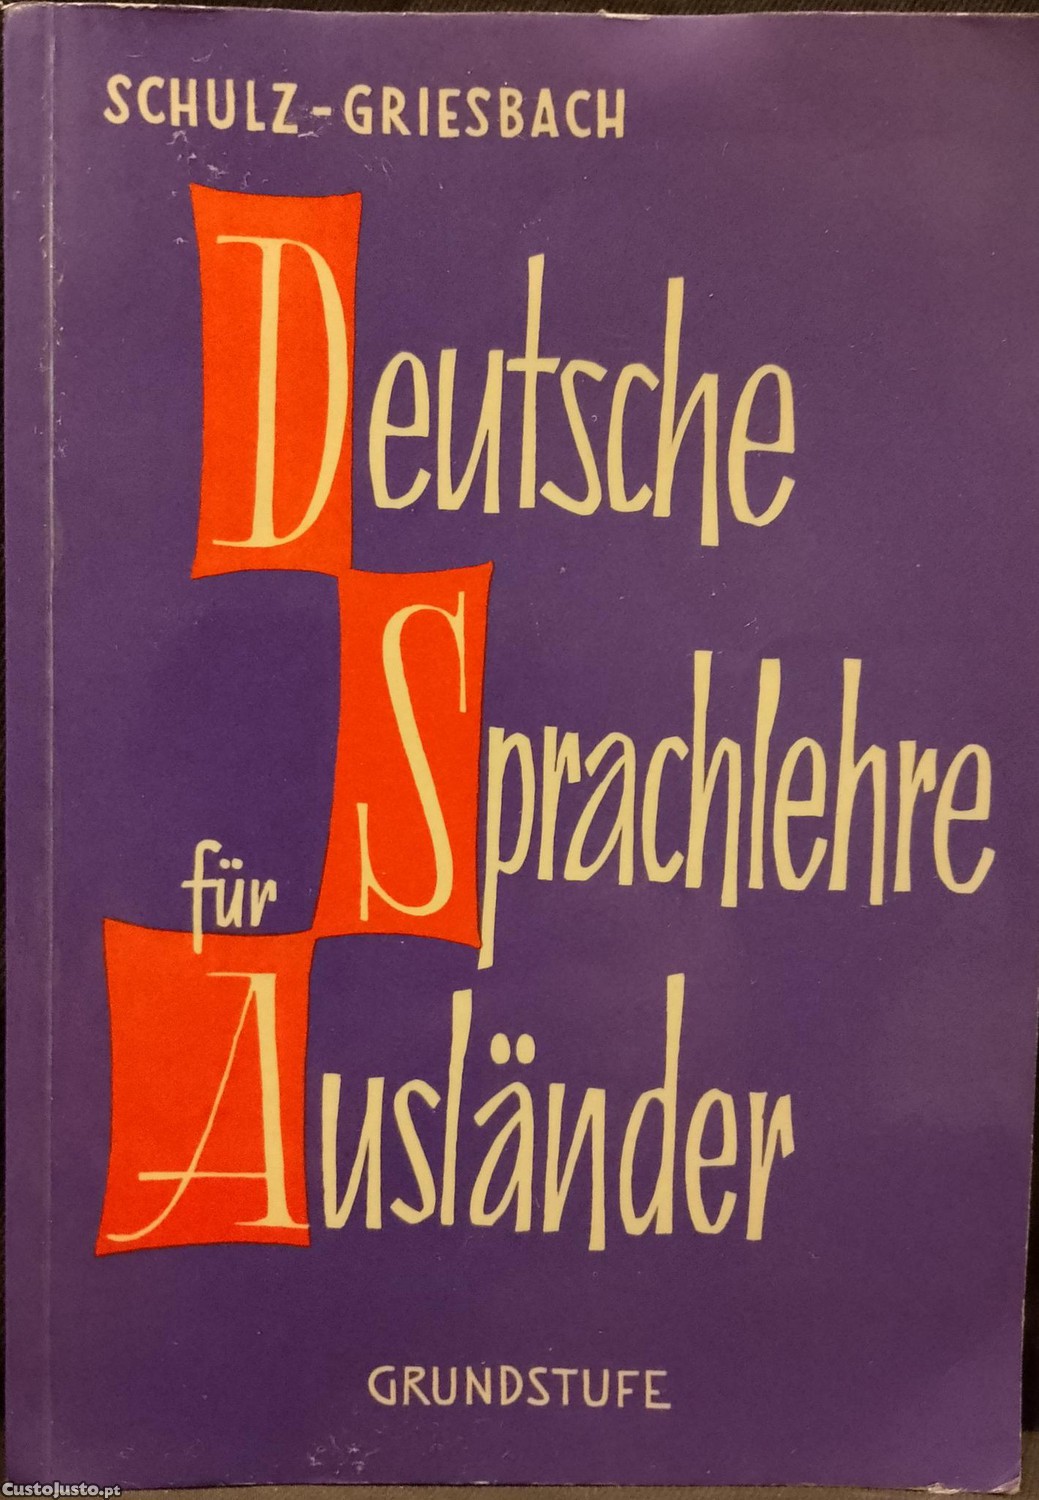 SCHULZ-GRIESBACH
Deutsche
Sprachlehre
für
Ausländer
GRUNDSTUFE
CustoJusto.pt